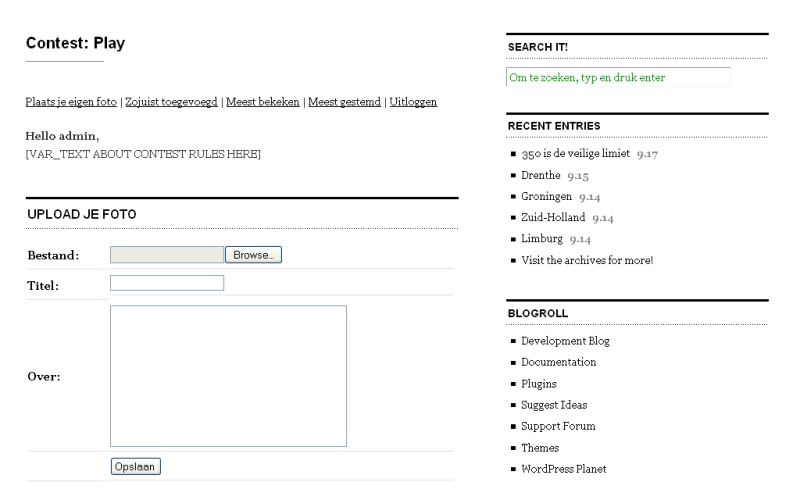 Contest: Play
Plaats je eigen foto | Zojuist toegevoegd | Meest bekeken | Meest gestemd | Uitloggen
Hello admin,
[VAR_TEXT ABOUT CONTEST RULES HERE]
UPLOAD JE FOTO
Bestand: Browse...
Titel:
Over:
Opslaan
SEARCH IT!
Om te zoeken, typ en druk enter
RECENT ENTRIES
350 is de veilige limiet 9.17
Drenthe 9.15
Groningen 9.14
Zuid-Holland 9.14
Limburg 9.14
Visit the archives for more!
BLOGROLL
Development Blog
Documentation
Plugins
Suggest Ideas
Support Forum
Themes
WordPress Planet